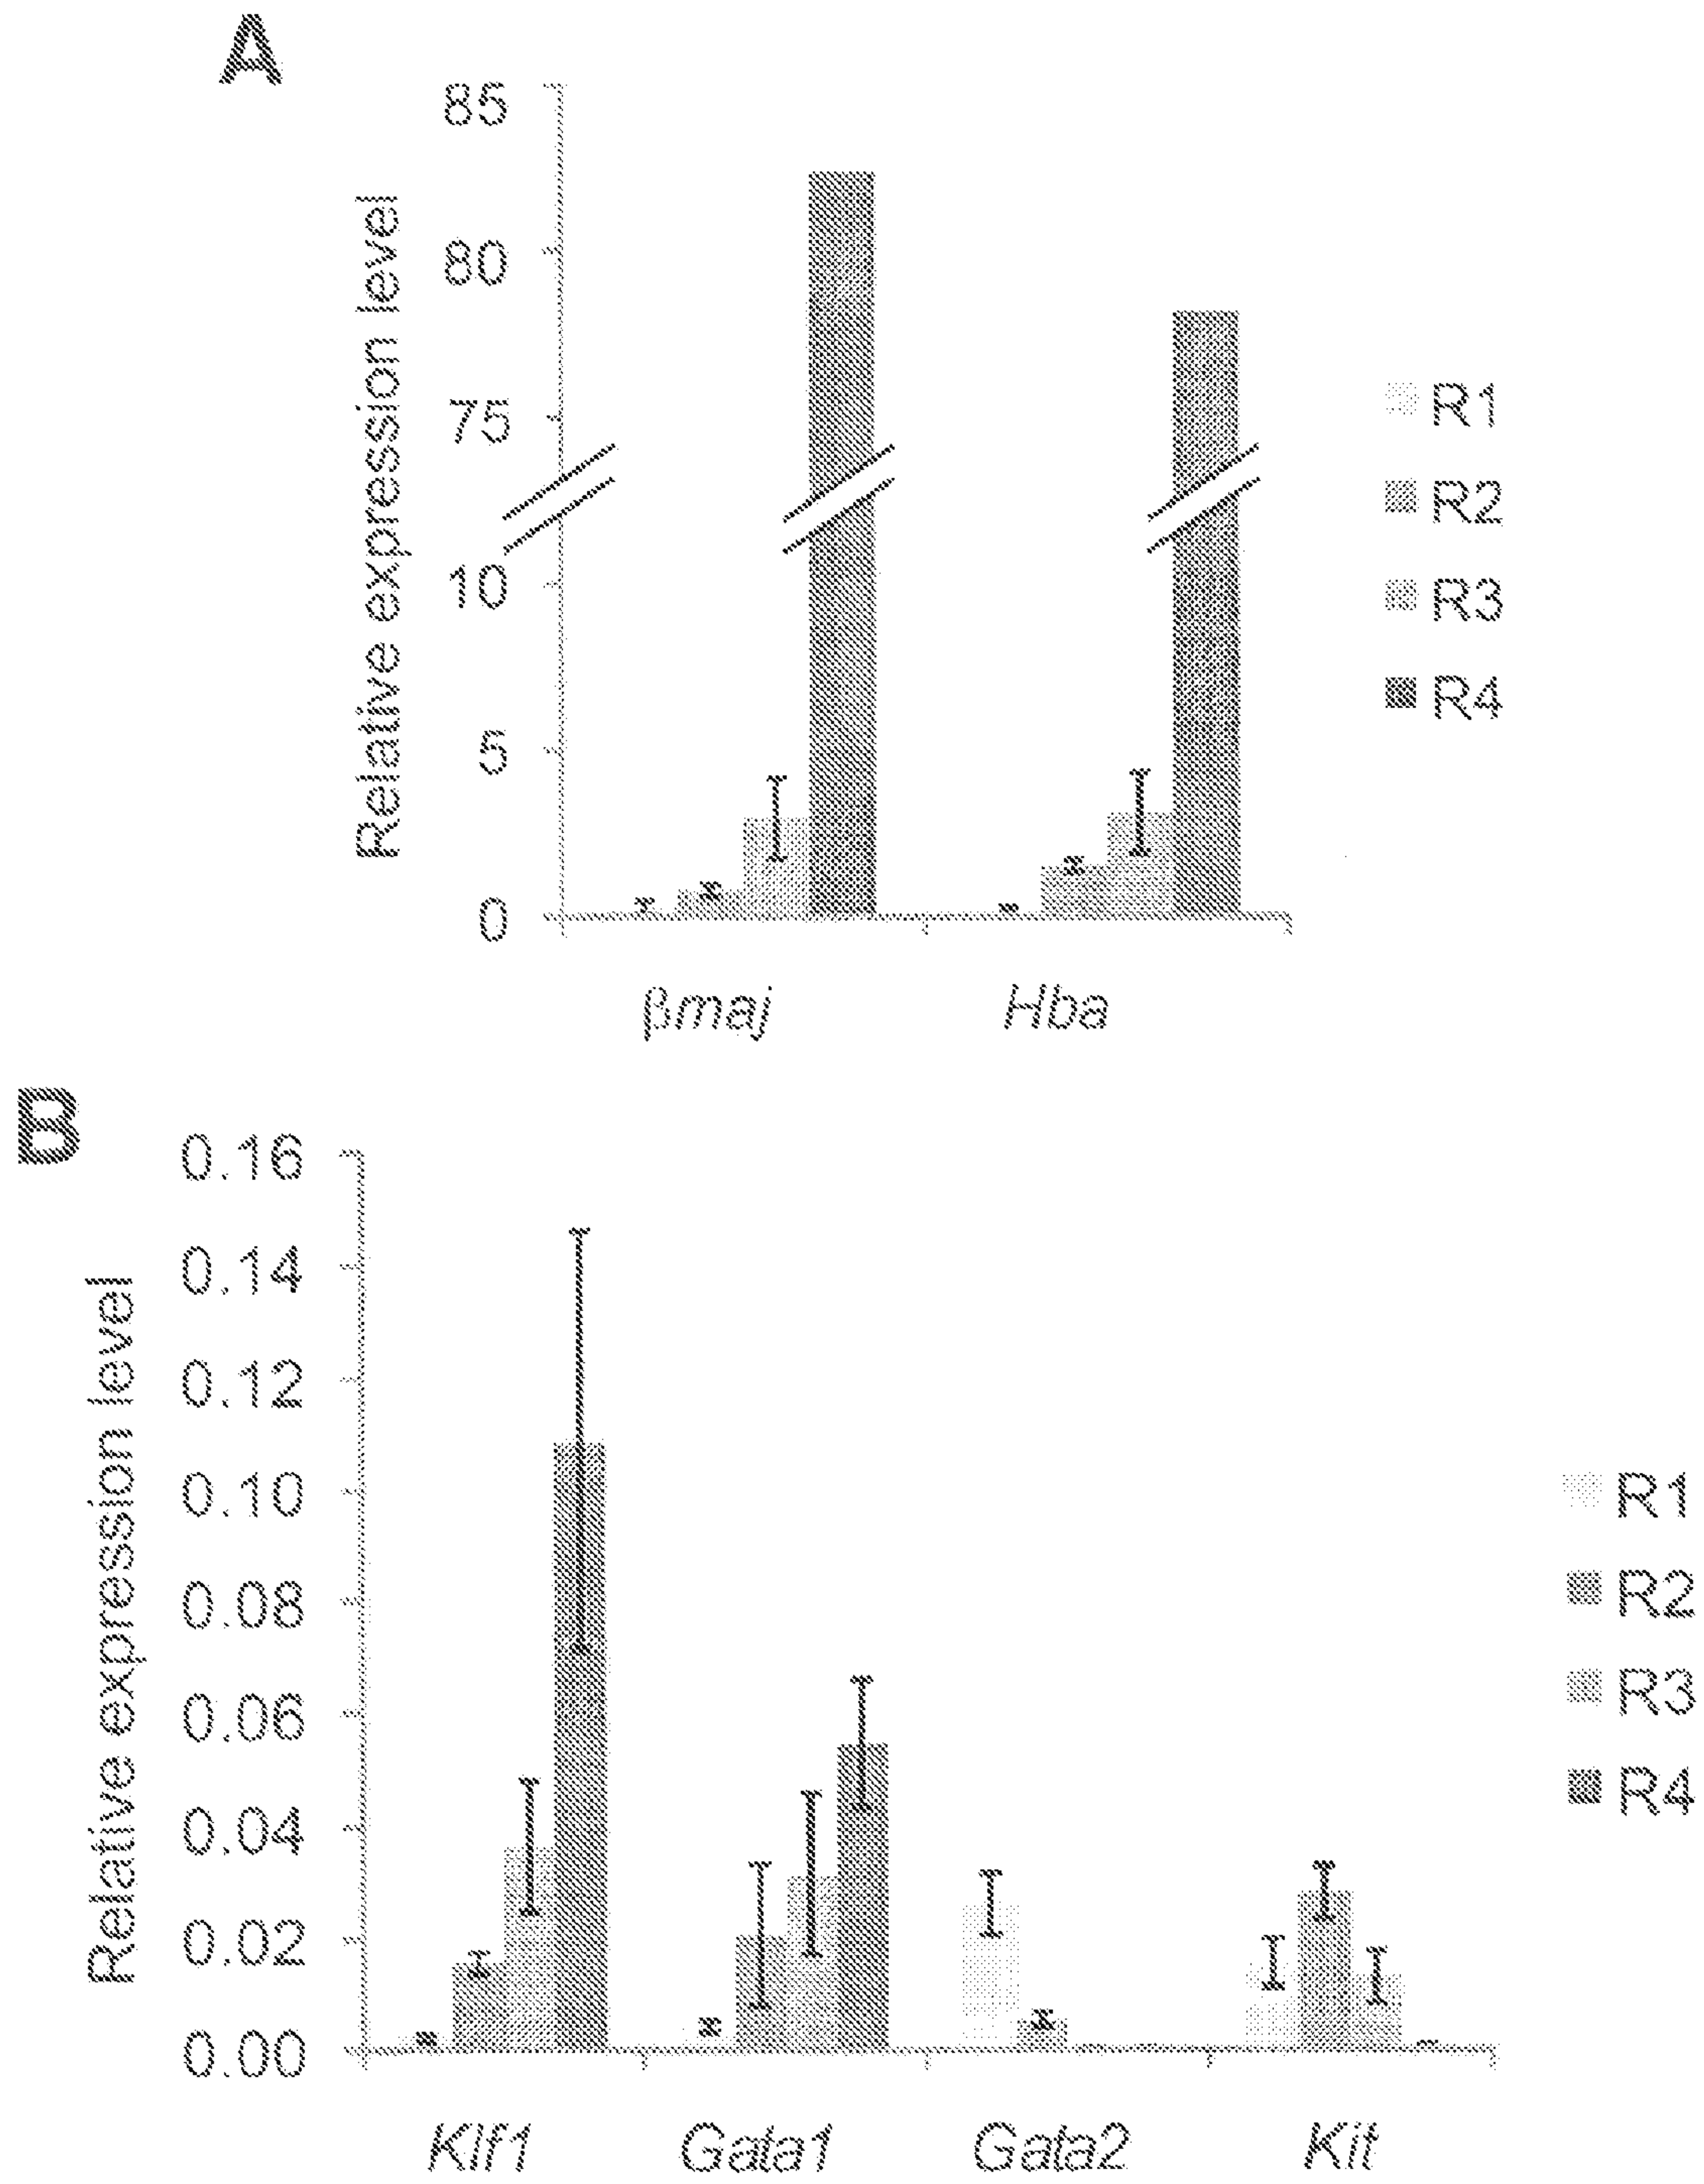 A
Relative expression level
85
80
75
10
5
0
βmaj Hba
R1
R2
R3
R4
B
Relative expression level
0.16
0.14
0.12
0.10
0.08
0.06
0.04
0.02
0.00
Klf1 Gata1 Gata2 Kit
R1
R2
R3
R4